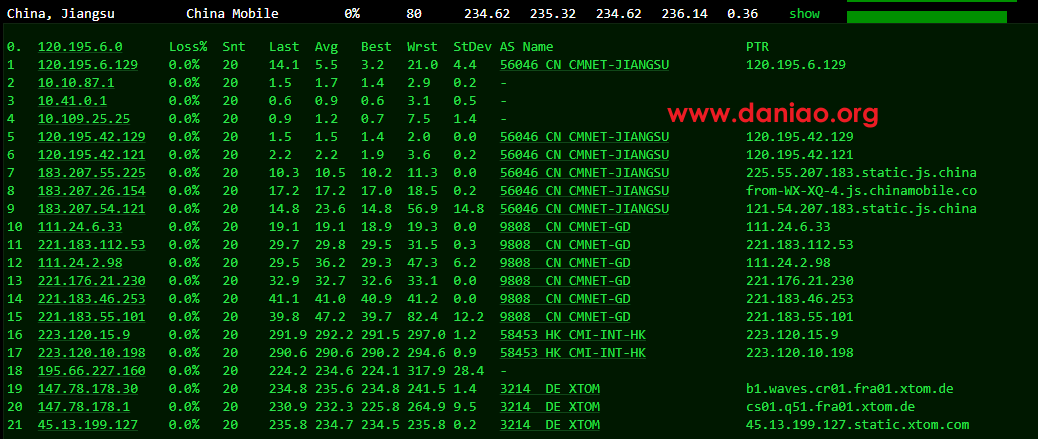 China, Jiangsu China Mobile 0% 80 234.62 235.32 234.62 236.14 0.36 show
0. 120.195.6.0 Loss% Snt Last Avg Best Wrst StDev AS Name PTR
1 120.195.6.129 0.0% 20 14.1 5.5 3.2 21.0 4.4 56046 CN CMNET-JIANGSU 120.195.6.129
2 10.10.87.1 0.0% 20 1.5 1.7 1.4 2.9 0.2 -
3 10.41.0.1 0.0% 20 0.6 0.9 0.6 3.1 0.5 -
www.daniao.org
4 10.109.25.25 0.0% 20 0.9 1.2 0.7 7.5 1.4 -
5 120.195.42.129 0.0% 20 1.5 1.5 1.4 2.0 0.0 56046 CN CMNET-JIANGSU 120.195.42.129
6 120.195.42.121 0.0% 20 2.2 2.2 1.9 3.6 0.2 56046 CN CMNET-JIANGSU 120.195.42.121
7 183.207.55.225 0.0% 20 10.3 10.5 10.2 11.3 0.0 56046 CN CMNET-JIANGSU 225.55.207.183.static.js.china
8 183.207.26.154 0.0% 20 17.2 17.2 17.0 18.5 0.2 56046 CN CMNET-JIANGSU from-WX-XQ-4.js.chinamobile.co
9 183.207.54.121 0.0% 20 14.8 23.6 14.8 56.9 14.8 56046 CN CMNET-JIANGSU 121.54.207.183.static.js.china
10 111.24.6.33 0.0% 20 19.1 19.1 18.9 19.3 0.0 9808 CN CMNET-GD 111.24.6.33
11 221.183.112.53 0.0% 20 29.7 29.8 29.5 31.5 0.3 9808 CN CMNET-GD 221.183.112.53
12 111.24.2.98 0.0% 20 29.5 36.2 29.3 47.3 6.2 9808 CN CMNET-GD 111.24.2.98
13 221.176.21.230 0.0% 20 32.9 32.7 32.6 33.1 0.0 9808 CN CMNET-GD 221.176.21.230
14 221.183.46.253 0.0% 20 41.1 41.0 40.9 41.2 0.0 9808 CN CMNET-GD 221.183.46.253
15 221.183.55.101 0.0% 20 39.8 47.2 39.7 82.4 12.2 9808 CN CMNET-GD 221.183.55.101
16 223.120.15.9 0.0% 20 291.9 292.2 291.5 297.0 1.2 58453 HK CMI-INT-HK 223.120.15.9
17 223.120.10.198 0.0% 20 290.6 290.6 290.2 294.6 0.9 58453 HK CMI-INT-HK 223.120.10.198
18 195.66.227.160 0.0% 20 224.2 234.6 224.1 317.9 28.4 -
19 147.78.178.30 0.0% 20 234.8 235.6 234.8 241.5 1.4 3214 DE XTOM b1.waves.cr01.fra01.xtom.de
20 147.78.178.1 0.0% 20 230.9 232.3 225.8 264.9 9.5 3214 DE XTOM cs01.q51.fra01.xtom.de
21 45.13.199.127 0.0% 20 235.8 234.7 234.5 235.8 0.2 3214 DE XTOM 45.13.199.127.static.xtom.com